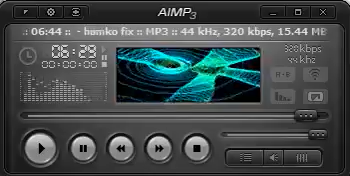 AIMP3
:: 06:44 :: - humko fix :: MP3 :: 44 kHz, 320 kbps, 15.44 MB
06:29
00:00:00
320kbps
44 kHz
A-B